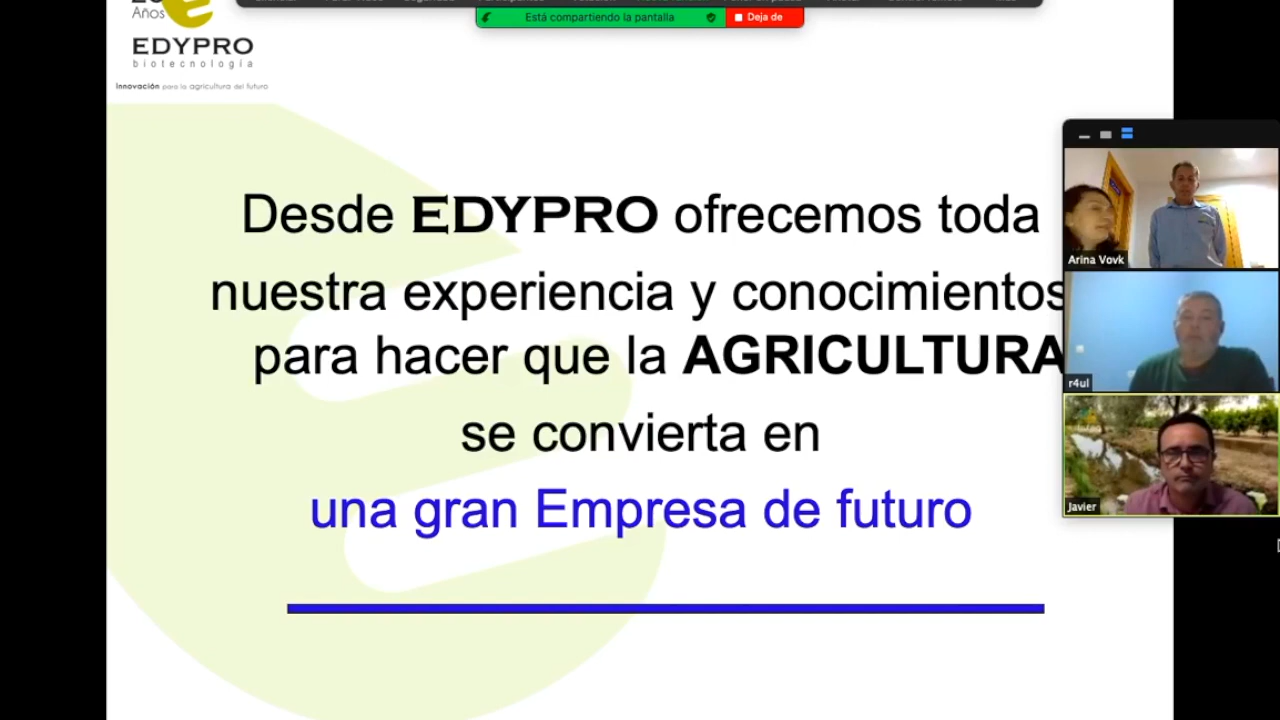 Años
EDYPRO
biotecnología
Innovación para la agricultura del futuro
Está compartiendo la pantalla
Deja de
Desde EDYPRO ofrecemos toda
nuestra experiencia y conocimientos
para hacer que la AGRICULTURA
se convierta en
una gran Empresa de futuro
Arina Vovk
r4ul
Javier